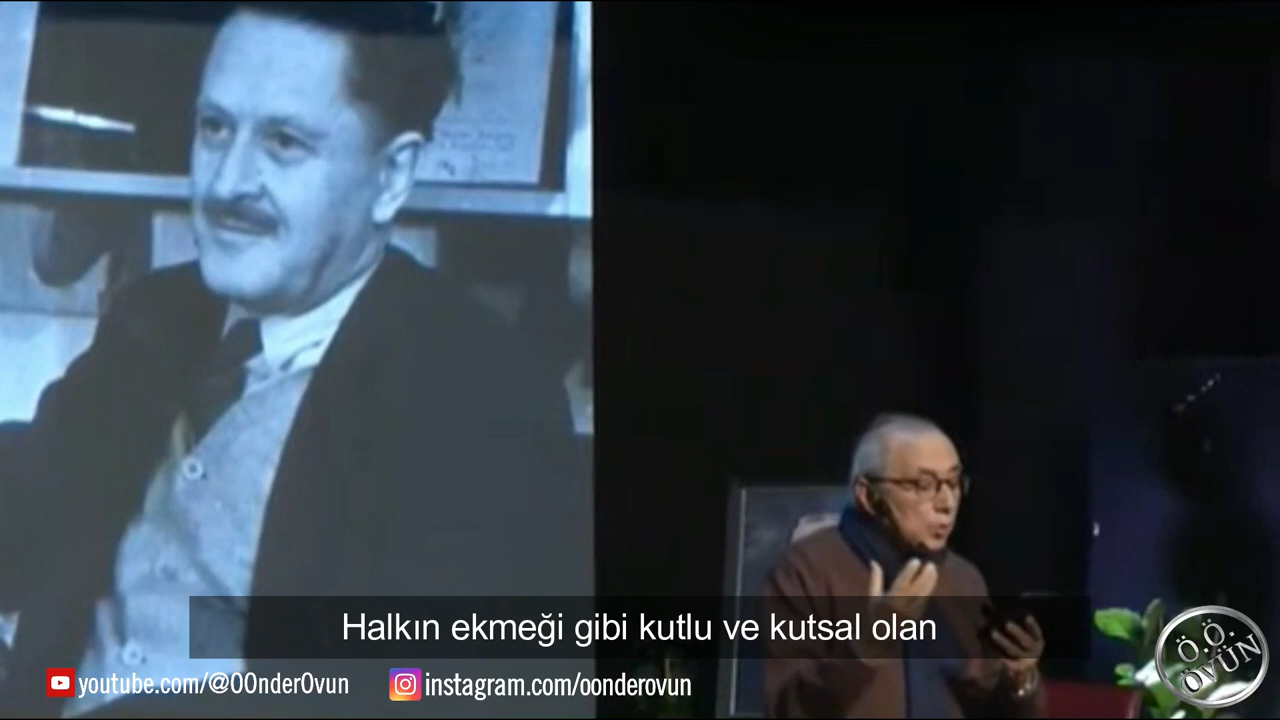 Halkın ekmeği gibi kutlu ve kutsal olan
youtube.com/@OOnderOvun
instagram.com/oonderovun
Ö.Ö.
ÖVÜN